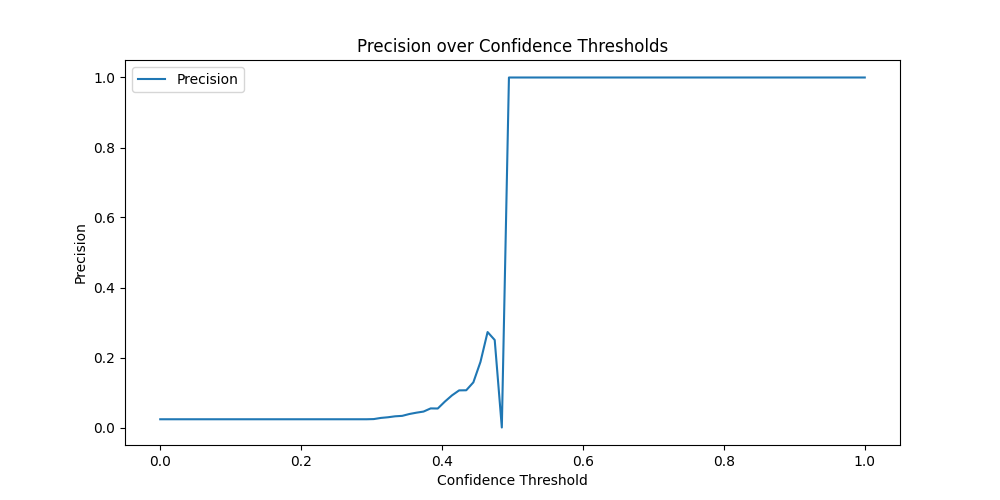 Precision over Confidence Thresholds
Precision
1.0
0.8
0.6
0.4
0.2
0.0
Precision
0.0 0.2 0.4 0.6 0.8 1.0
Confidence Threshold